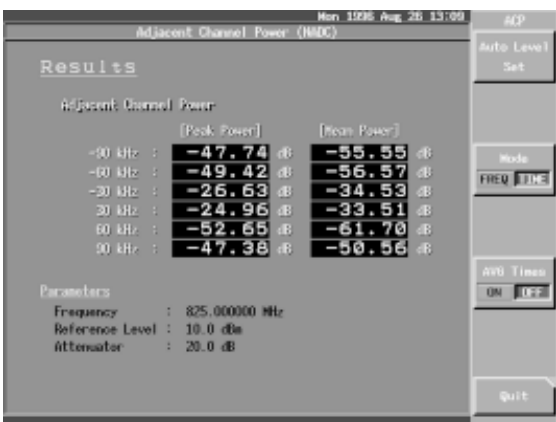 Mon 1996 Aug 26 13:09
Adjacent Channel Power (NADC)
ACP
Auto Level
Set
Results
Adjacent Channel Power
[Peak Power] [Mean Power]
-90 kHz : -47.74 dB -55.55 dB
-60 kHz : -49.42 dB -56.57 dB
-30 kHz : -26.63 dB -34.53 dB
30 kHz : -24.96 dB -33.51 dB
60 kHz : -52.65 dB -61.70 dB
90 kHz : -47.38 dB -50.56 dB
Mode
FREQ TIME
AVG Times
ON OFF
Parameters
Frequency : 825.000000 MHz
Reference Level : 10.0 dBm
Attenuator : 20.0 dB
Quit